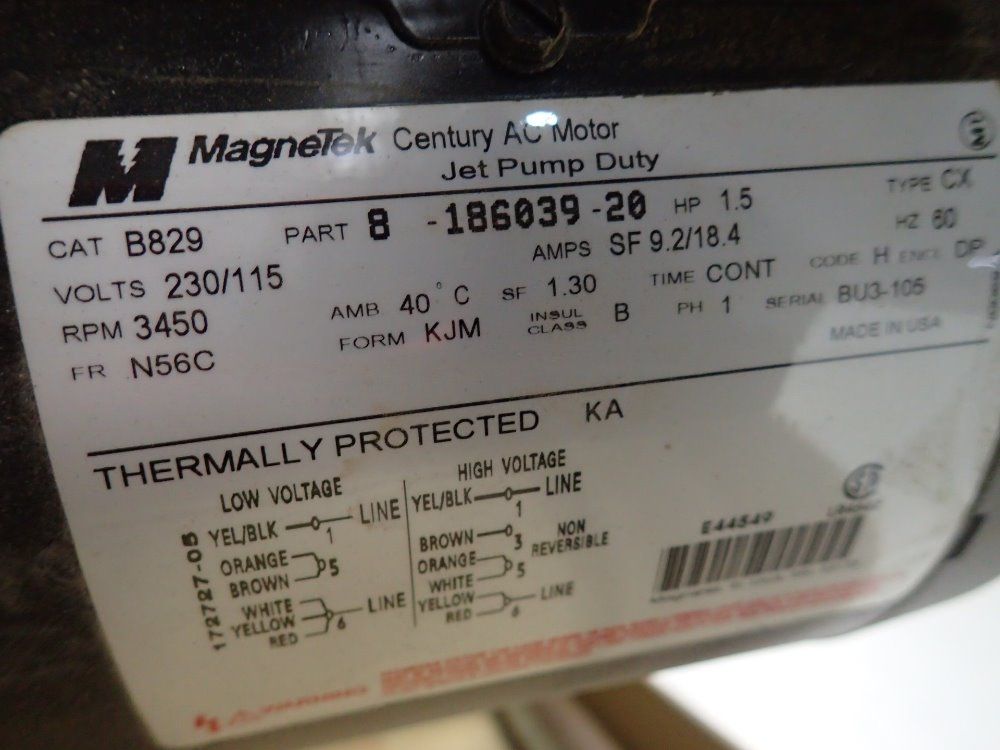 MagneTek Century AC Motor
Jet Pump Duty
CAT B829 PART 8 -186039-20 HP 1.5 TYPE CX
VOLTS 230/115 AMPS SF 9.2/18.4 HZ 60
RPM 3450 AMB 40° C SF 1.30 TIME CONT CODE H ENCL DP
FR N56C FORM KJM INSUL CLASS B PH 1 SERIAL BU3-105
MADE IN USA
THERMALLY PROTECTED KA
172727-05
LOW VOLTAGE
YEL/BLK 1 LINE
ORANGE
BROWN 5
WHITE
YELLOW 6 LINE
RED
HIGH VOLTAGE
YEL/BLK 1 LINE
BROWN 3
ORANGE
WHITE 5
YELLOW 6 LINE
RED
NON
REVERSIBLE
E44549